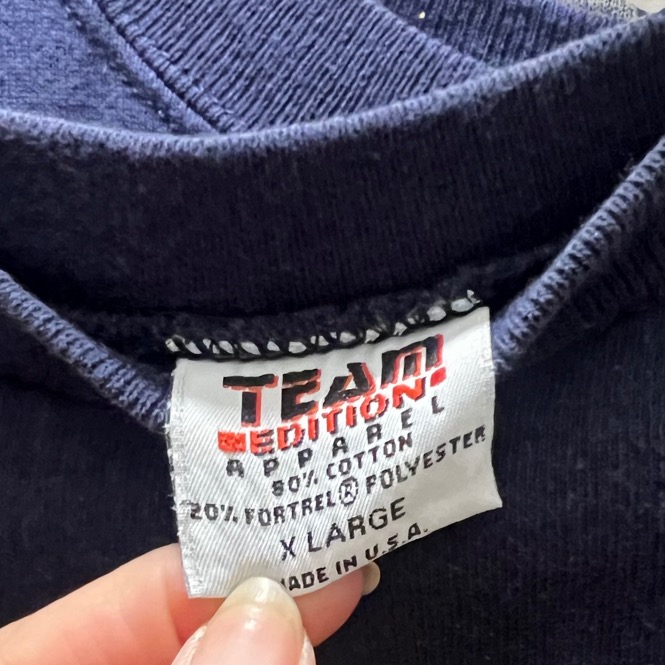 TEAM
EDITION
APPAREL
80% COTTON
20% FORTREL® POLYESTER
X LARGE
MADE IN U.S.A.